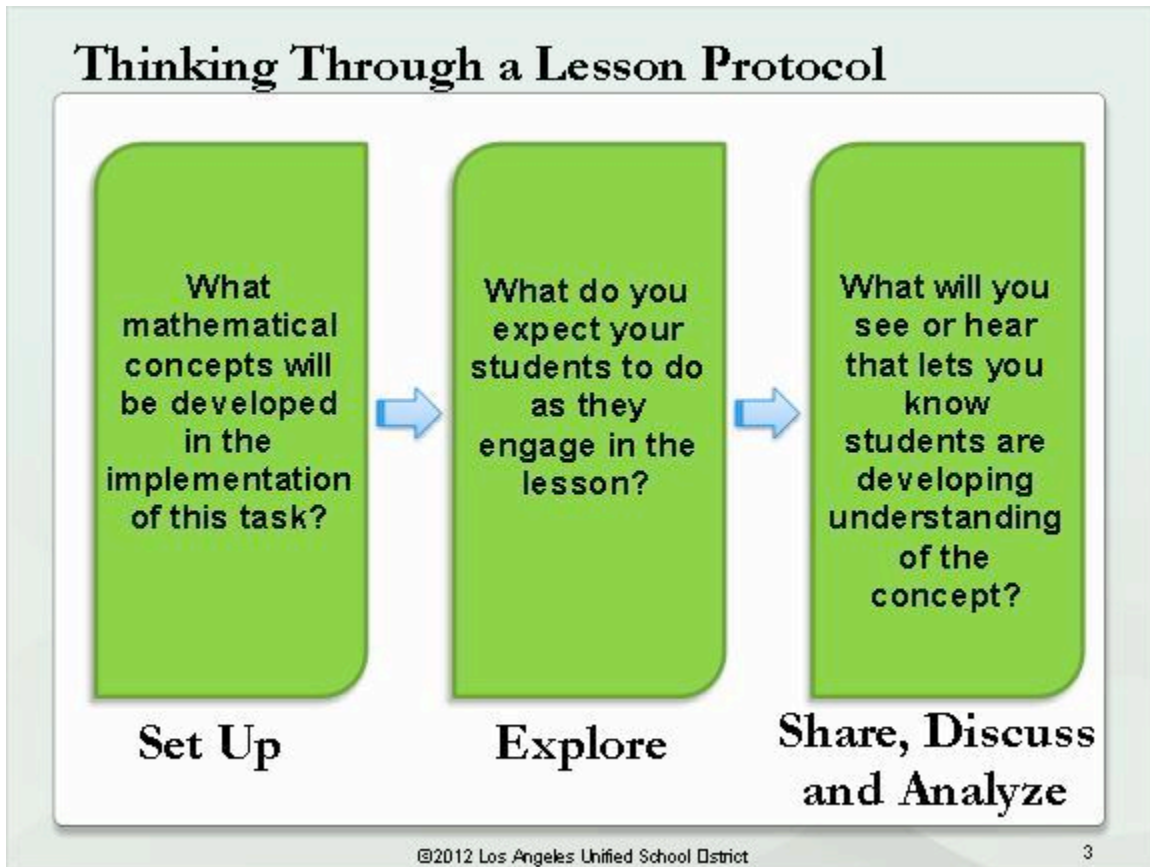 Thinking Through a Lesson Protocol
What
mathematical
concepts will
be developed
in the
implementation
of this task?
What do you
expect your
students to do
as they
engage in the
lesson?
What will you
see or hear
that lets you
know
students are
developing
understanding
of the
concept?
Set Up
Explore
Share, Discuss
and Analyze
©2012 Los Angeles Unified School District
3